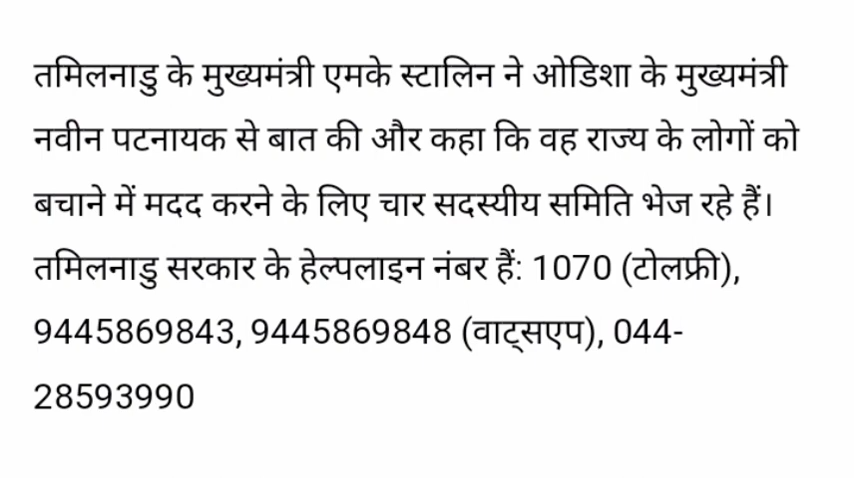 तमिलनाडु के मुख्यमंत्री एमके स्टालिन ने ओडिशा के मुख्यमंत्री
नवीन पटनायक से बात की और कहा कि वह राज्य के लोगों को
बचाने में मदद करने के लिए चार सदस्यीय समिति भेज रहे हैं।
तमिलनाडु सरकार के हेल्पलाइन नंबर हैं: 1070 (टोलफ्री),
9445869843, 9445869848 (वाट्सएप), 044-
28593990